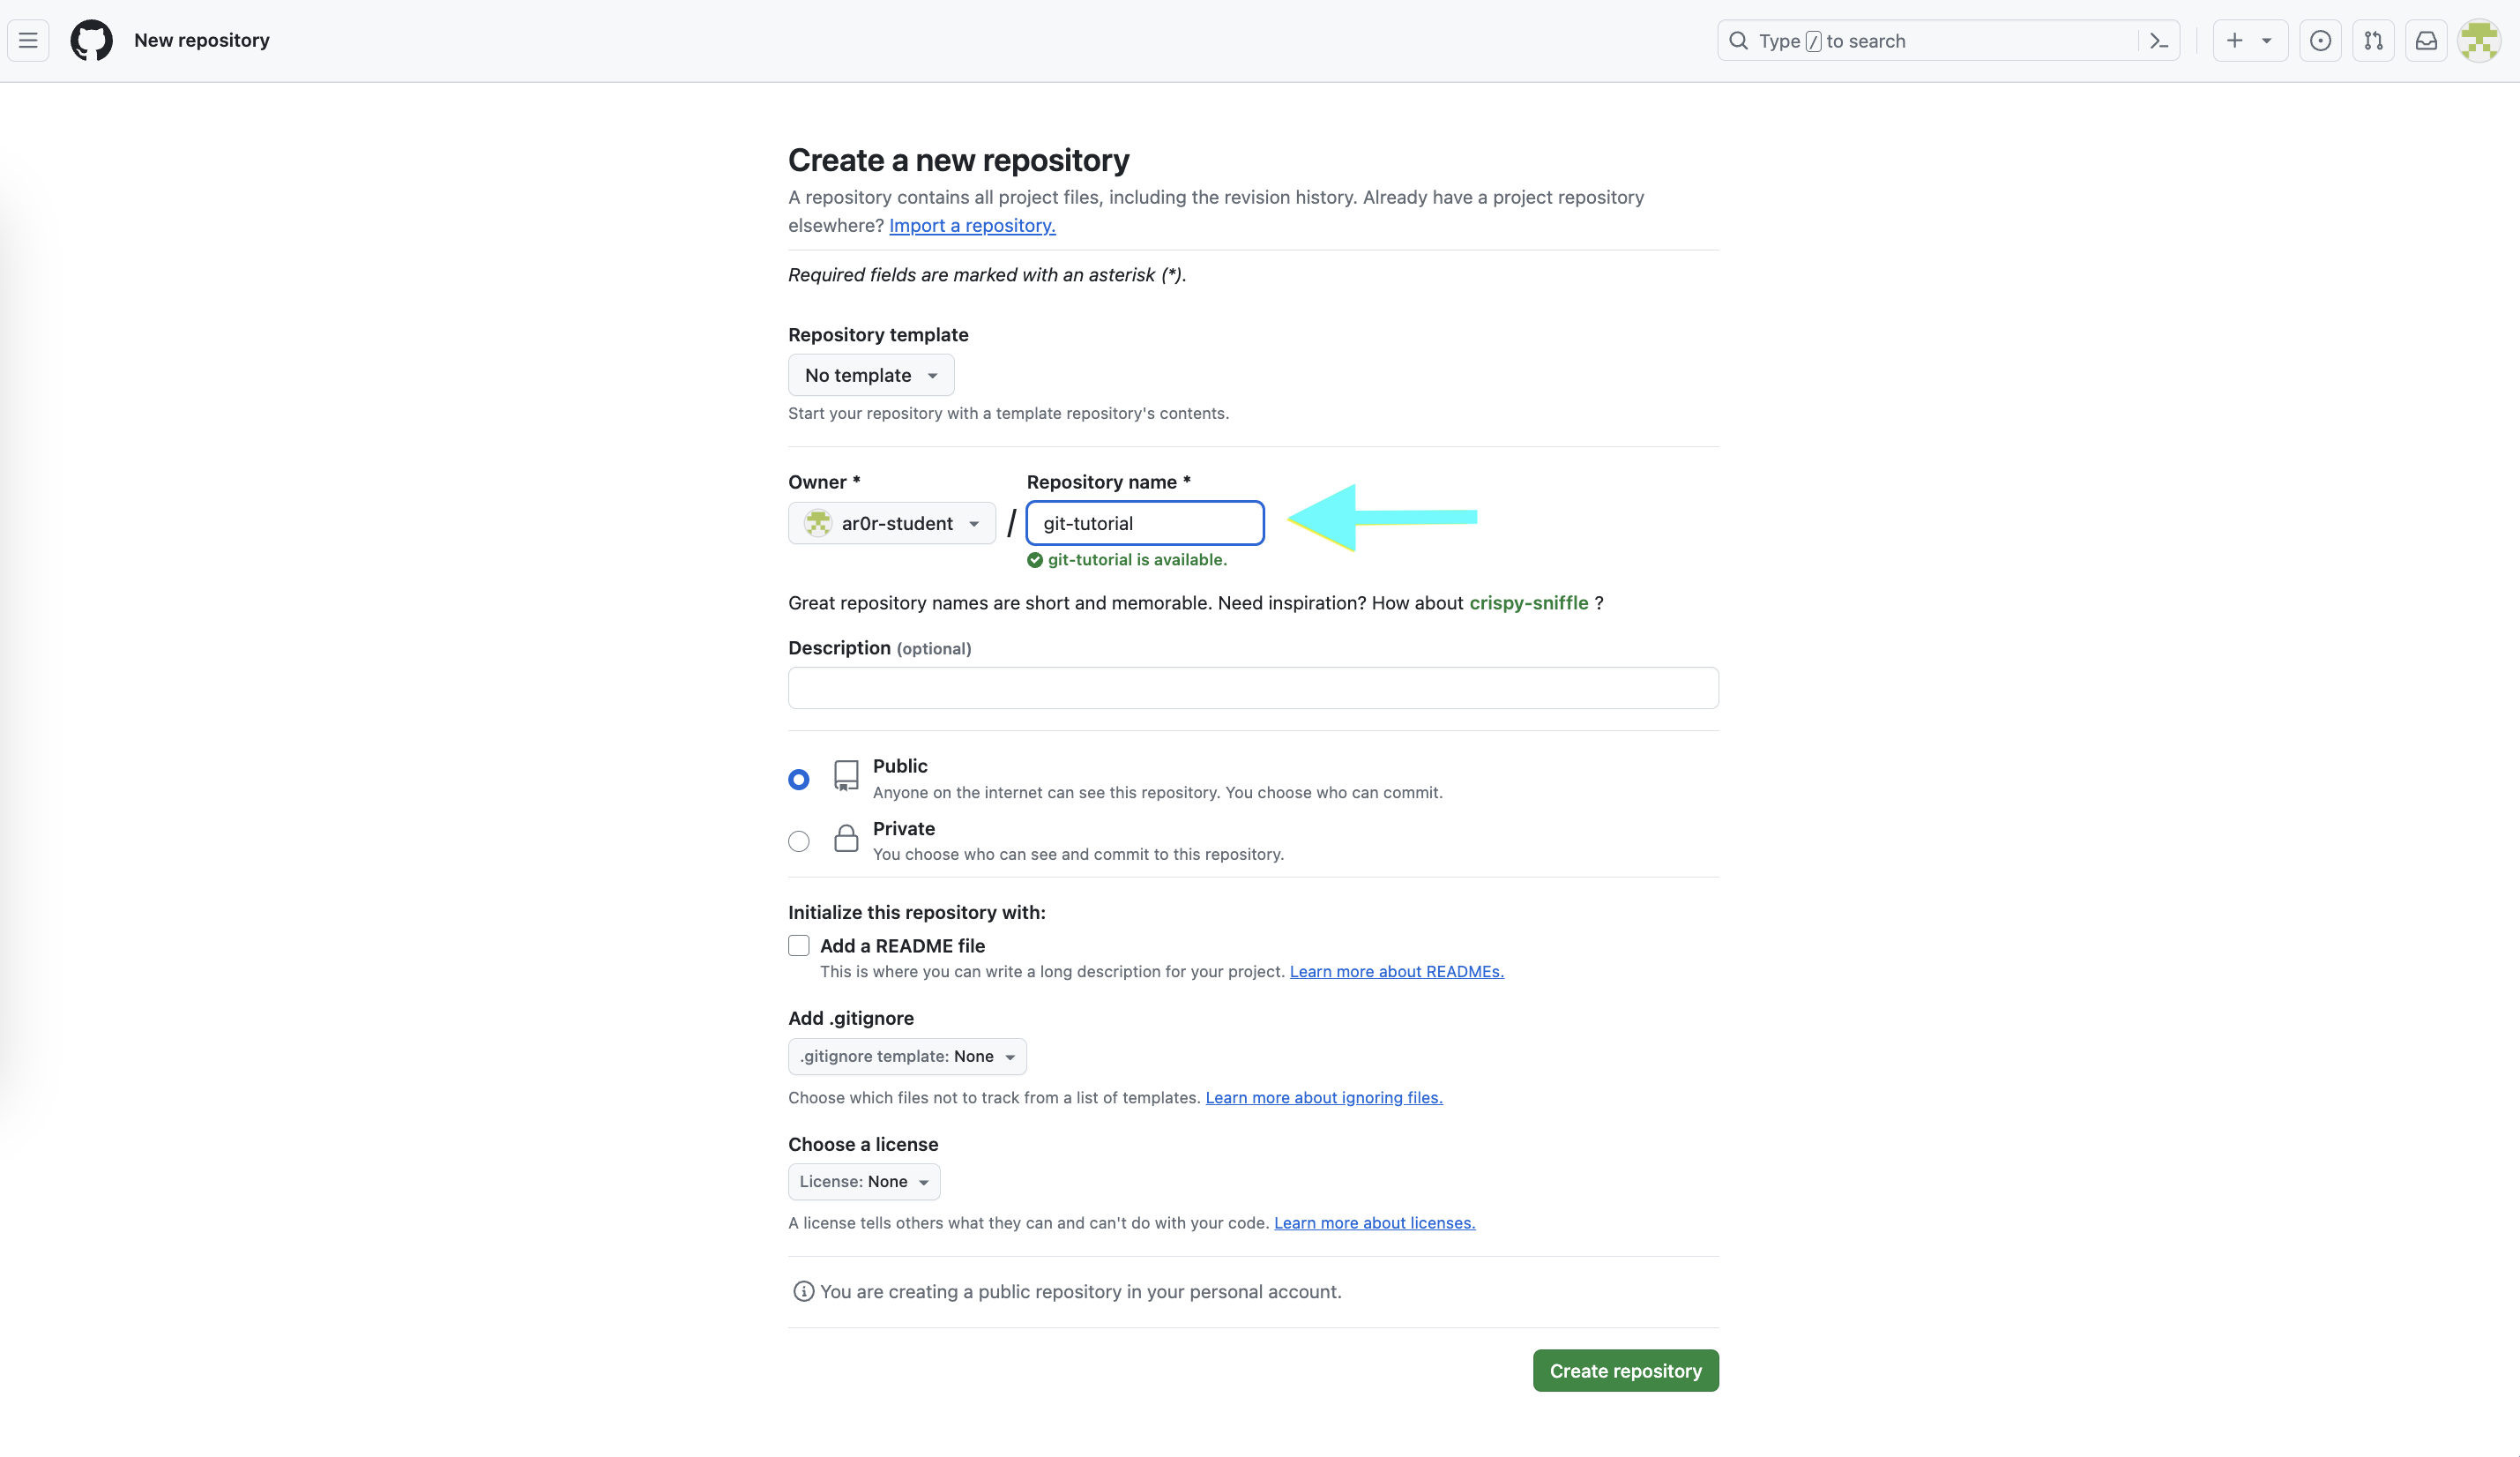 New repository
Type / to search
Create a new repository
A repository contains all project files, including the revision history. Already have a project repository
elsewhere? Import a repository.
Required fields are marked with an asterisk (*).
Repository template
No template
Start your repository with a template repository's contents.
Owner * Repository name *
ar0r-student / git-tutorial
git-tutorial is available.
Great repository names are short and memorable. Need inspiration? How about crispy-sniffle ?
Description (optional)
Public
Anyone on the internet can see this repository. You choose who can commit.
Private
You choose who can see and commit to this repository.
Initialize this repository with:
Add a README file
This is where you can write a long description for your project. Learn more about READMEs.
Add .gitignore
.gitignore template: None
Choose which files not to track from a list of templates. Learn more about ignoring files.
Choose a license
License: None
A license tells others what they can and can't do with your code. Learn more about licenses.
You are creating a public repository in your personal account.
Create repository